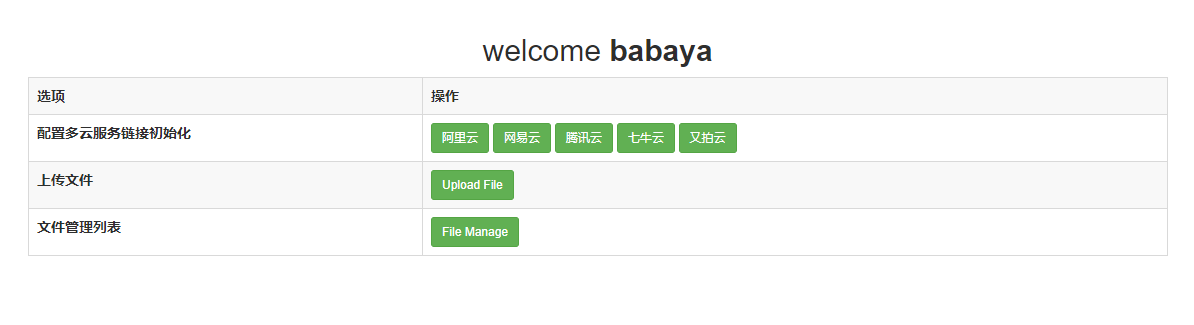 welcome babaya
选项 操作
配置多云服务链接初始化 阿里云 网易云 腾讯云 七牛云 又拍云
上传文件 Upload File
文件管理列表 File Manage